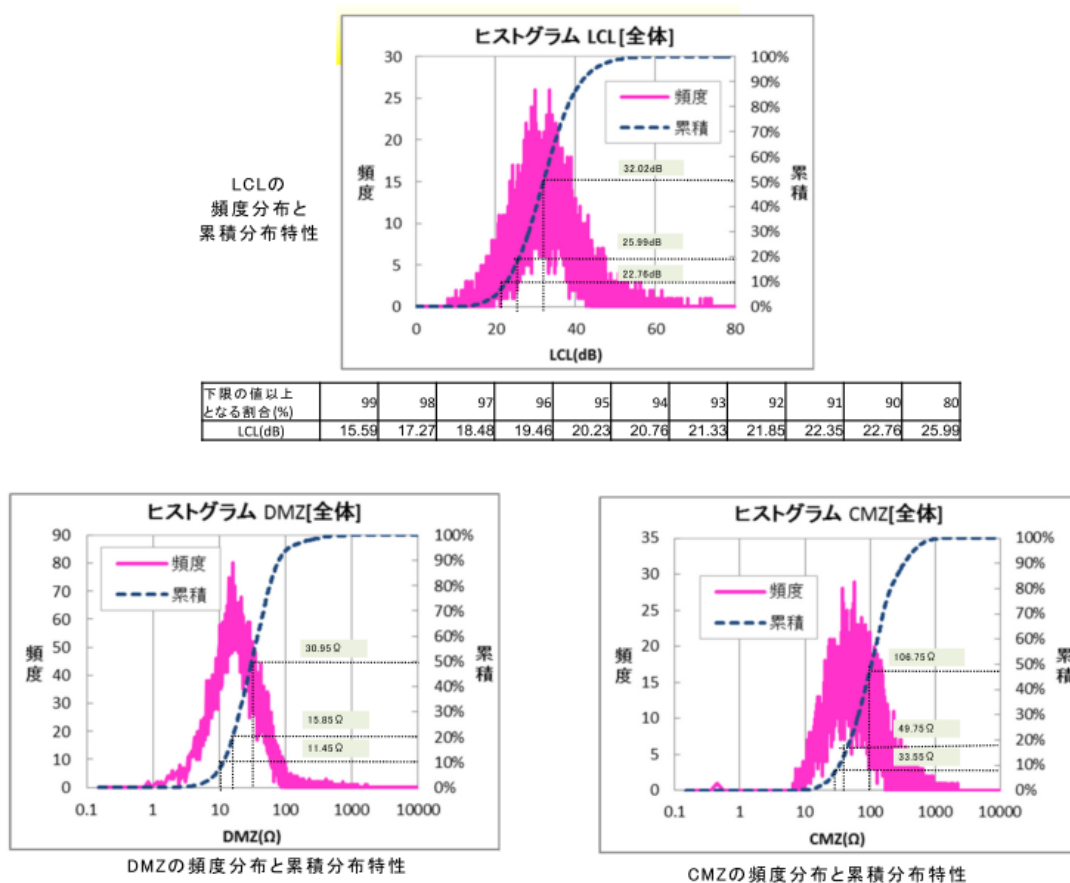 ヒストグラム LCL[全体]
30
25
20
15
10
5
0
頻度
100%
90%
80%
70%
60%
50%
40%
30%
20%
10%
0%
累積
頻度
累積
32.02dB
25.99dB
22.76dB
0 20 40 60 80
LCL(dB)
LCLの
頻度分布と
累積分布特性
下限の値以上
となる割合(%) 99 98 97 96 95 94 93 92 91 90 80
LCL(dB) 15.59 17.27 18.48 19.46 20.23 20.76 21.33 21.85 22.35 22.76 25.99
ヒストグラム DMZ[全体]
90
80
70
60
50
40
30
20
10
0
頻度
100%
90%
80%
70%
60%
50%
40%
30%
20%
10%
0%
累積
頻度
累積
30.95Ω
15.85Ω
11.45Ω
0.1 1 10 100 1000 10000
DMZ(Ω)
DMZの頻度分布と累積分布特性
ヒストグラム CMZ[全体]
35
30
25
20
15
10
5
0
頻度
100%
90%
80%
70%
60%
50%
40%
30%
20%
10%
0%
累積
頻度
累積
106.75Ω
49.75Ω
33.55Ω
0.1 1 10 100 1000 10000
CMZ(Ω)
CMZの頻度分布と累積分布特性